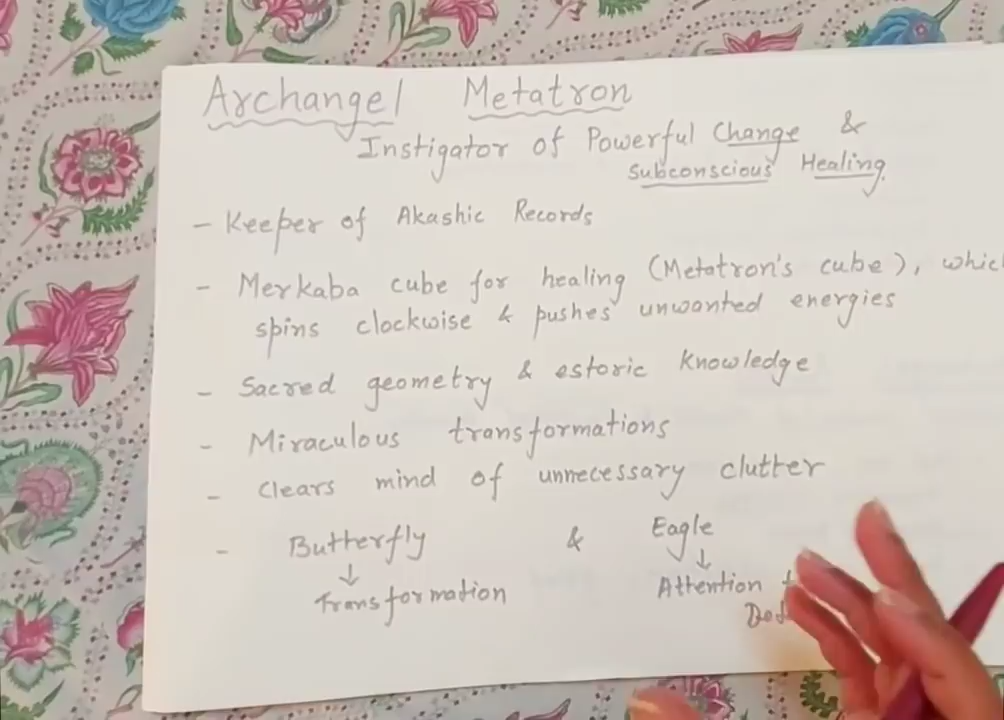 Archangel Metatron
Instigator of Powerful Change &
Subconscious Healing.
- Keeper of Akashic Records
- Merkaba cube for healing (Metatron's cube), whic
spins clockwise & pushes unwanted energies
- Sacred geometry & estoric Knowledge
- Miraculous transformations
- Clears mind of unnecessary clutter
- Butterfly & Eagle
↓ ↓
Transformation Attention